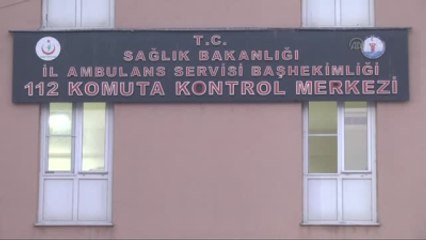 T.C.
SAĞLIK BAKANLIĞI
İL AMBULANS SERVİSİ BAŞHEKİMLİĞİ
112 KOMUTA KONTROL MERKEZİ